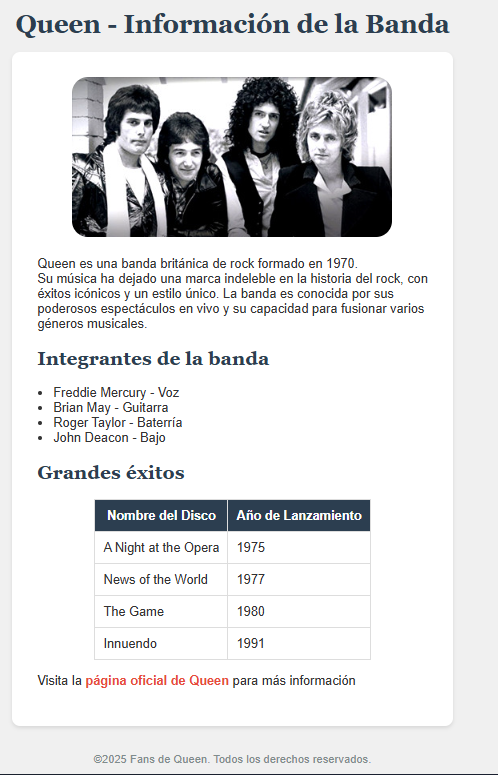 Queen - Información de la Banda
Queen es una banda británica de rock formado en 1970.
Su música ha dejado una marca indeleble en la historia del rock, con
éxitos icónicos y un estilo único. La banda es conocida por sus
poderosos espectáculos en vivo y su capacidad para fusionar varios
géneros musicales.
Integrantes de la banda
• Freddie Mercury - Voz
• Brian May - Guitarra
• Roger Taylor - Baterría
• John Deacon - Bajo
Grandes éxitos
Nombre del Disco Año de Lanzamiento
A Night at the Opera 1975
News of the World 1977
The Game 1980
Innuendo 1991
Visita la página oficial de Queen para más información
©2025 Fans de Queen. Todos los derechos reservados.